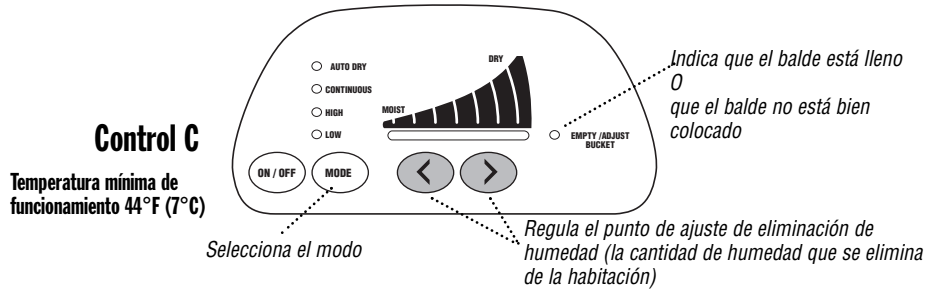 AUTO DRY
CONTINUOUS
HIGH
LOW
MOIST
DRY
EMPTY /ADJUST
BUCKET
ON / OFF
MODE
Indica que el balde está lleno
O
que el balde no está bien
colocado
Control C
Temperatura mínima de
funcionamiento 44°F (7°C)
Selecciona el modo
Regula el punto de ajuste de eliminación de
humedad (la cantidad de humedad que se elimina
de la habitación)